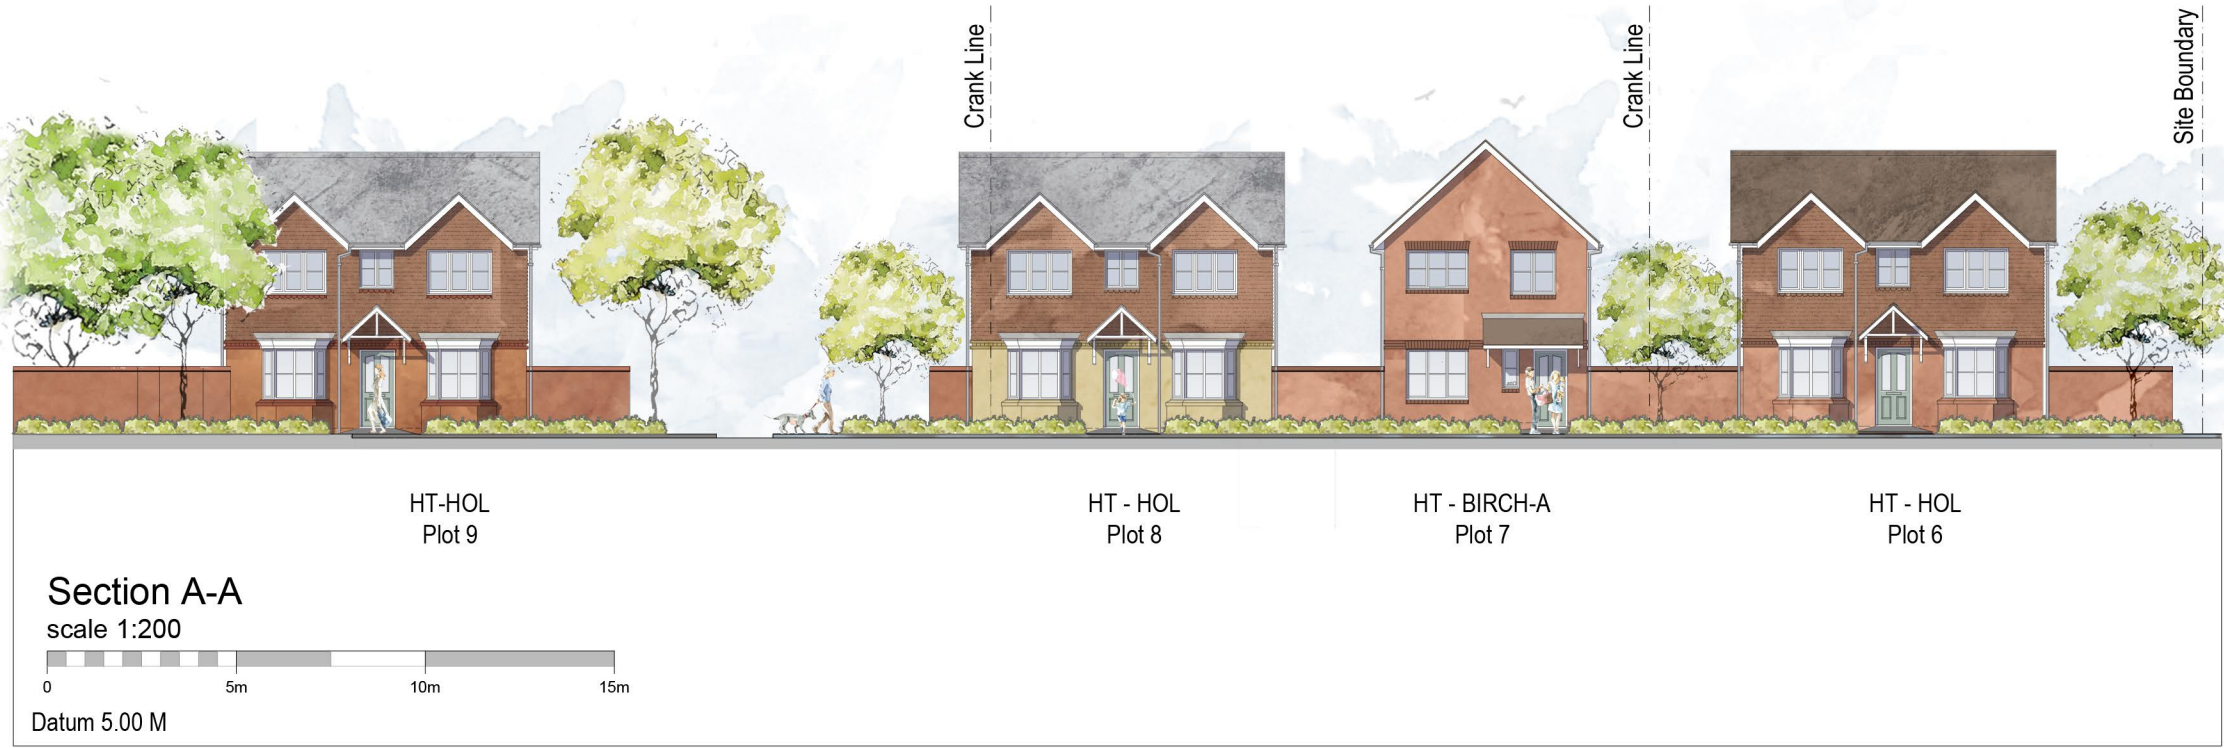 Crank Line
Crank Line
Site Boundary
HT-HOL
Plot 9
HT - HOL
Plot 8
HT - BIRCH-A
Plot 7
HT - HOL
Plot 6
Section A-A
scale 1:200
0 5m 10m 15m
Datum 5.00 M